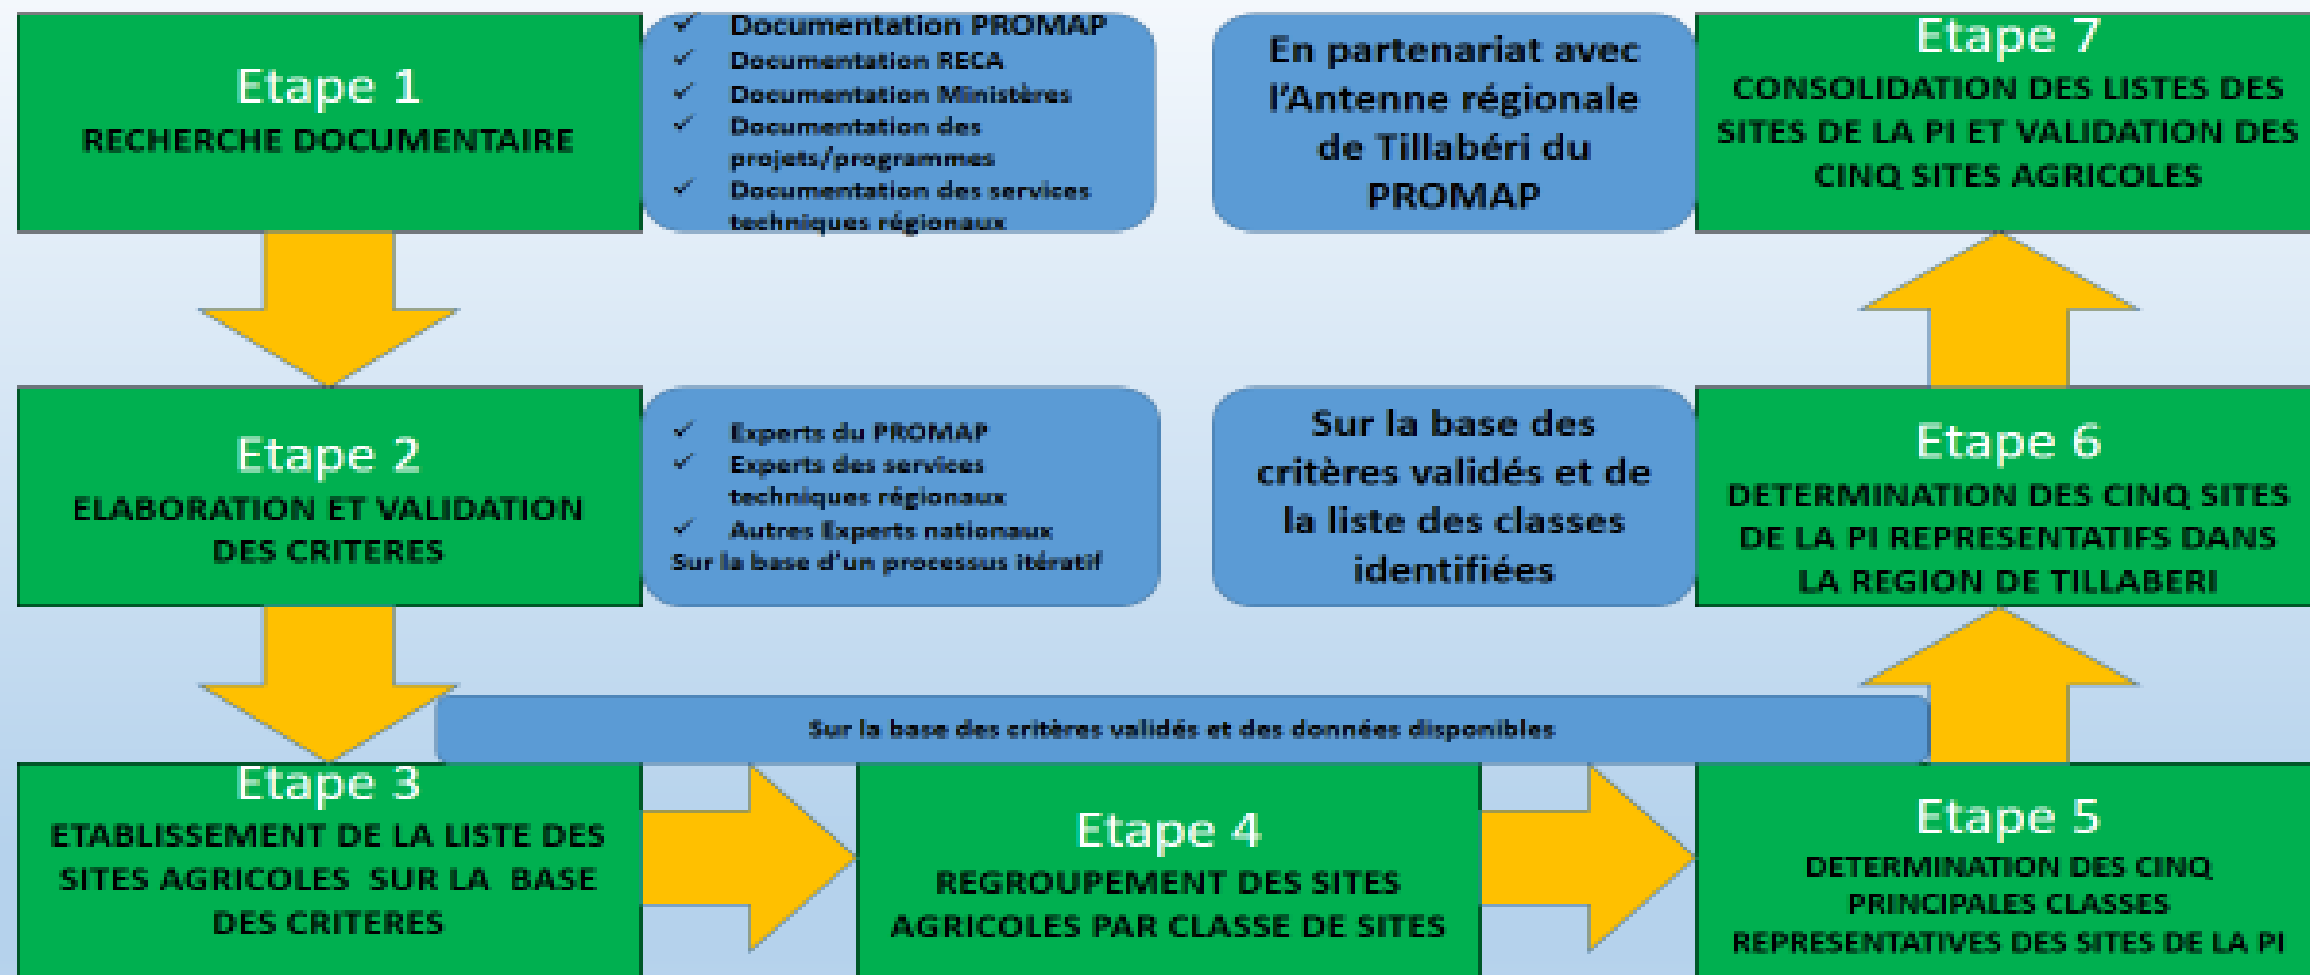 Etape 1
RECHERCHE DOCUMENTAIRE
✓ Documentation PROMAP
✓ Documentation RECA
✓ Documentation Ministères
✓ Documentation des
projets/programmes
✓ Documentation des services
techniques régionaux
Etape 2
ELABORATION ET VALIDATION
DES CRITERES
✓ Experts du PROMAP
✓ Experts des services
techniques régionaux
✓ Autres Experts nationaux
Sur la base d'un processus itératif
Sur la base des critères validés et des données disponibles
Etape 3
ETABLISSEMENT DE LA LISTE DES
SITES AGRICOLES SUR LA BASE
DES CRITERES
Etape 4
REGROUPEMENT DES SITES
AGRICOLES PAR CLASSE DE SITES
Etape 5
DETERMINATION DES CINQ
PRINCIPALES CLASSES
REPRESENTATIVES DES SITES DE LA PI
Sur la base des
critères validés et de
la liste des classes
identifiées
Etape 6
DETERMINATION DES CINQ SITES
DE LA PI REPRESENTATIFS DANS
LA REGION DE TILLABERI
En partenariat avec
l'Antenne régionale
de Tillabéri du
PROMAP
Etape 7
CONSOLIDATION DES LISTES DES
SITES DE LA PI ET VALIDATION DES
CINQ SITES AGRICOLES